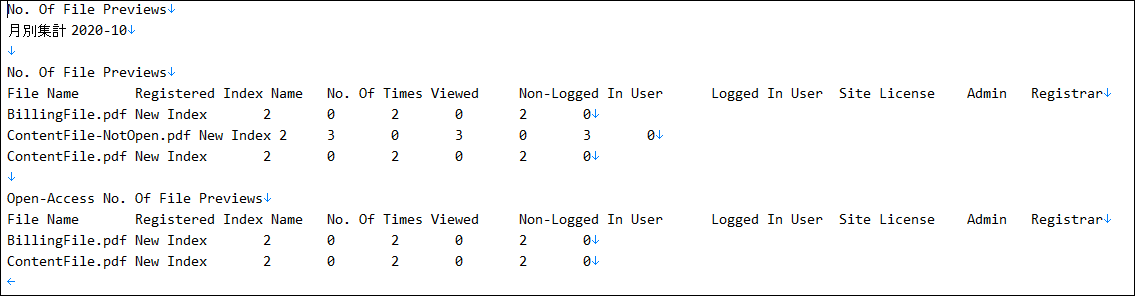 No. Of File Previews↓
月別集計 2020-10↓
↓
No. Of File Previews↓
File Name Registered Index Name No. Of Times Viewed Non-Logged In User Logged In User Site License Admin Registrar↓
BillingFile.pdf New Index 2 0 2 0 2 0↓
ContentFile-NotOpen.pdf New Index 2 3 0 3 0 3 0↓
ContentFile.pdf New Index 2 0 2 0 2 0↓
↓
Open-Access No. Of File Previews↓
File Name Registered Index Name No. Of Times Viewed Non-Logged In User Logged In User Site License Admin Registrar↓
BillingFile.pdf New Index 2 0 2 0 2 0↓
ContentFile.pdf New Index 2 0 2 0 2 0↓
←